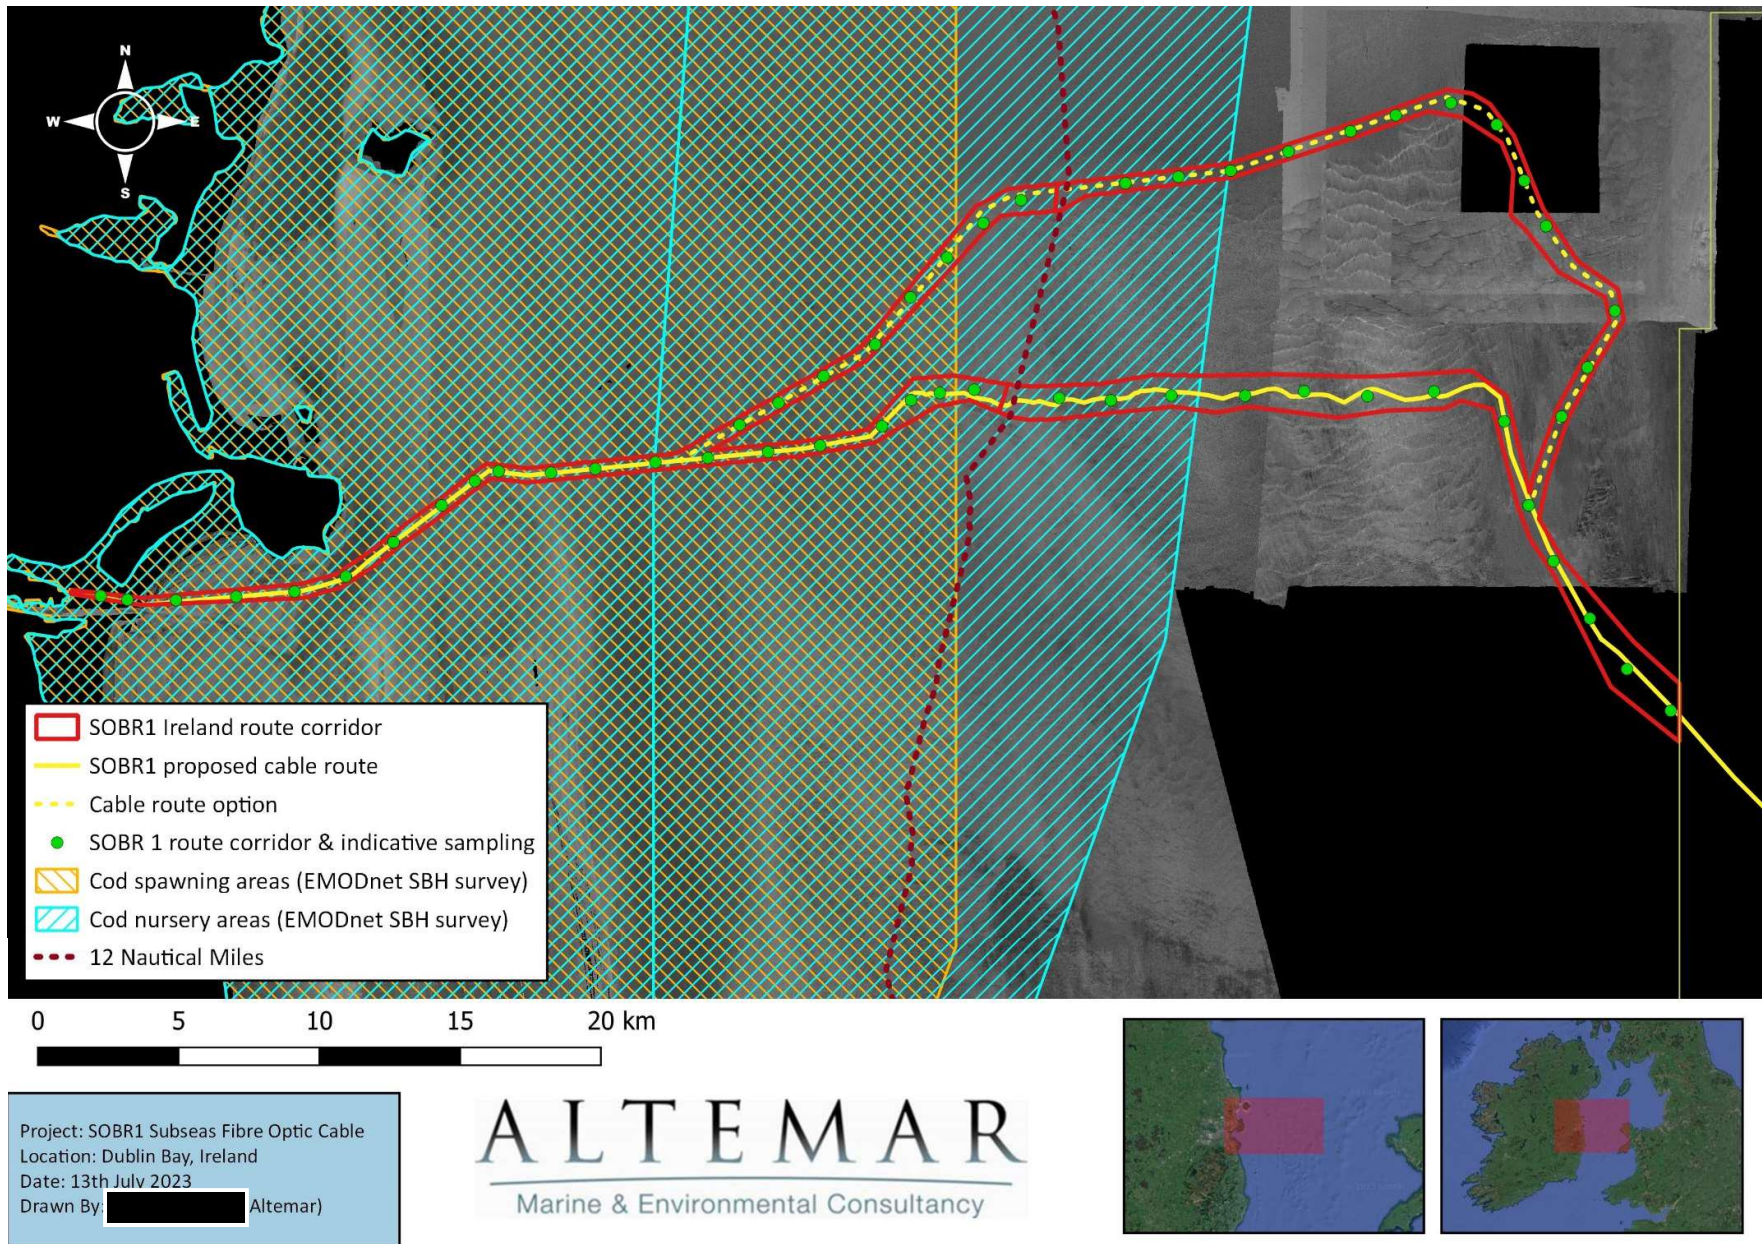 N
W E
S
SOBR1 Ireland route corridor
SOBR1 proposed cable route
Cable route option
SOBR 1 route corridor & indicative sampling
Cod spawning areas (EMODnet SBH survey)
Cod nursery areas (EMODnet SBH survey)
12 Nautical Miles
0 5 10 15 20 km
Project: SOBR1 Subseas Fibre Optic Cable
Location: Dublin Bay, Ireland
Date: 13th July 2023
Drawn By: Altemar)
ALTEMAR
Marine & Environmental Consultancy